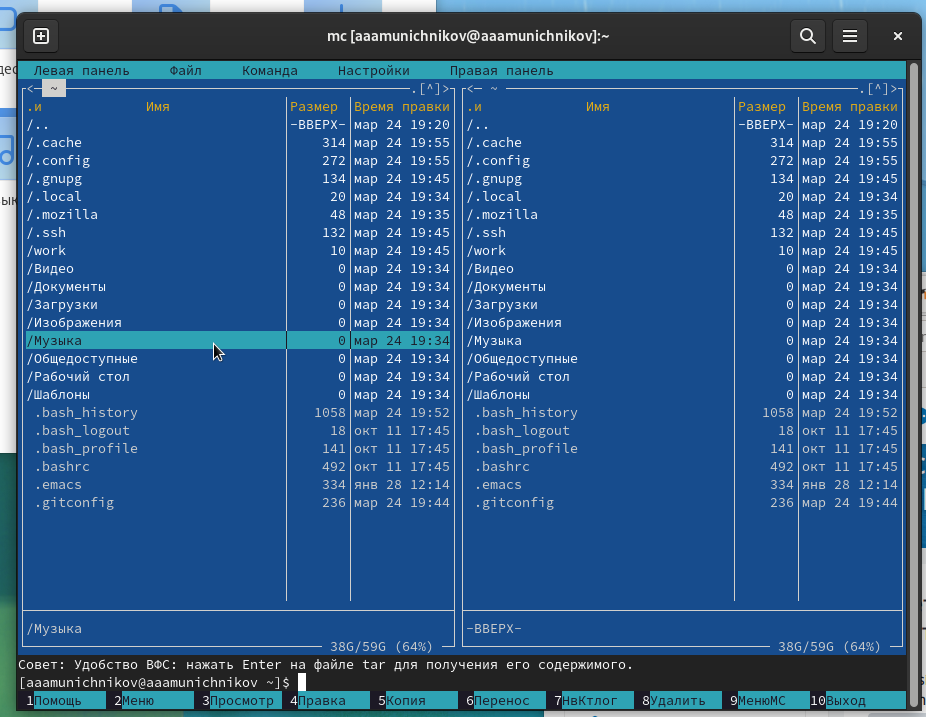 mc [aaamunichnikov@aaamunichnikov]:~
Левая панель Файл Команда Настройки Правая панель
<— ~ .[^]> <— ~ .[^]>
.и Имя Размер Время правки .и Имя Размер Время правки
/.. -ВВЕРХ- мар 24 19:20 /.. -ВВЕРХ- мар 24 19:20
/.cache 314 мар 24 19:55 /.cache 314 мар 24 19:55
/.config 272 мар 24 19:55 /.config 272 мар 24 19:55
/.gnupg 134 мар 24 19:45 /.gnupg 134 мар 24 19:45
/.local 20 мар 24 19:34 /.local 20 мар 24 19:34
/.mozilla 48 мар 24 19:35 /.mozilla 48 мар 24 19:35
/.ssh 132 мар 24 19:45 /.ssh 132 мар 24 19:45
/work 10 мар 24 19:45 /work 10 мар 24 19:45
/Видео 0 мар 24 19:34 /Видео 0 мар 24 19:34
/Документы 0 мар 24 19:34 /Документы 0 мар 24 19:34
/Загрузки 0 мар 24 19:34 /Загрузки 0 мар 24 19:34
/Изображения 0 мар 24 19:34 /Изображения 0 мар 24 19:34
/Музыка 0 мар 24 19:34 /Музыка 0 мар 24 19:34
/Общедоступные 0 мар 24 19:34 /Общедоступные 0 мар 24 19:34
/Рабочий стол 0 мар 24 19:34 /Рабочий стол 0 мар 24 19:34
/Шаблоны 0 мар 24 19:34 /Шаблоны 0 мар 24 19:34
.bash_history 1058 мар 24 19:52 .bash_history 1058 мар 24 19:52
.bash_logout 18 окт 11 17:45 .bash_logout 18 окт 11 17:45
.bash_profile 141 окт 11 17:45 .bash_profile 141 окт 11 17:45
.bashrc 492 окт 11 17:45 .bashrc 492 окт 11 17:45
.emacs 334 янв 28 12:14 .emacs 334 янв 28 12:14
.gitconfig 236 мар 24 19:44 .gitconfig 236 мар 24 19:44
/Музыка -ВВЕРХ-
38G/59G (64%) 38G/59G (64%)
Совет: Удобство ВФС: нажать Enter на файле tar для получения его содержимого.
[aaamunichnikov@aaamunichnikov ~]$
1Помощь 2Меню 3Просмотр 4Правка 5Копия 6Перенос 7НвКтлог 8Удалить 9МенюМС 10Выход